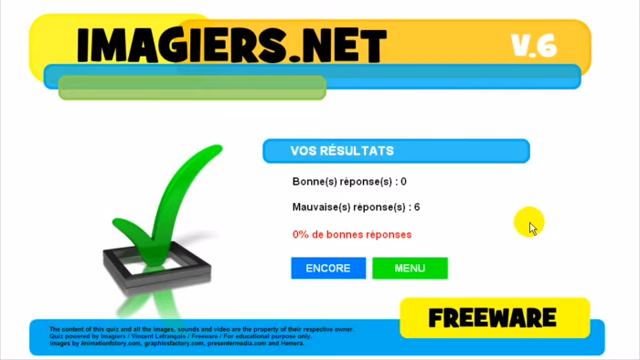 IMAGIERS.NET
V.6
VOS RÉSULTATS
Bonne(s) réponse(s) : 0
Mauvaise(s) réponse(s) : 6
0% de bonnes réponses
ENCORE
MENU
FREEWARE
The content of this quiz and all the images, sounds and video are the property of their respective owner.
Quiz powered by Imagiers / Vincent Lefrançois / Freeware / For educational purpose only.
Images by Animationfctory.com, graphicsfactory.com, presentermedia.com and Hemera.